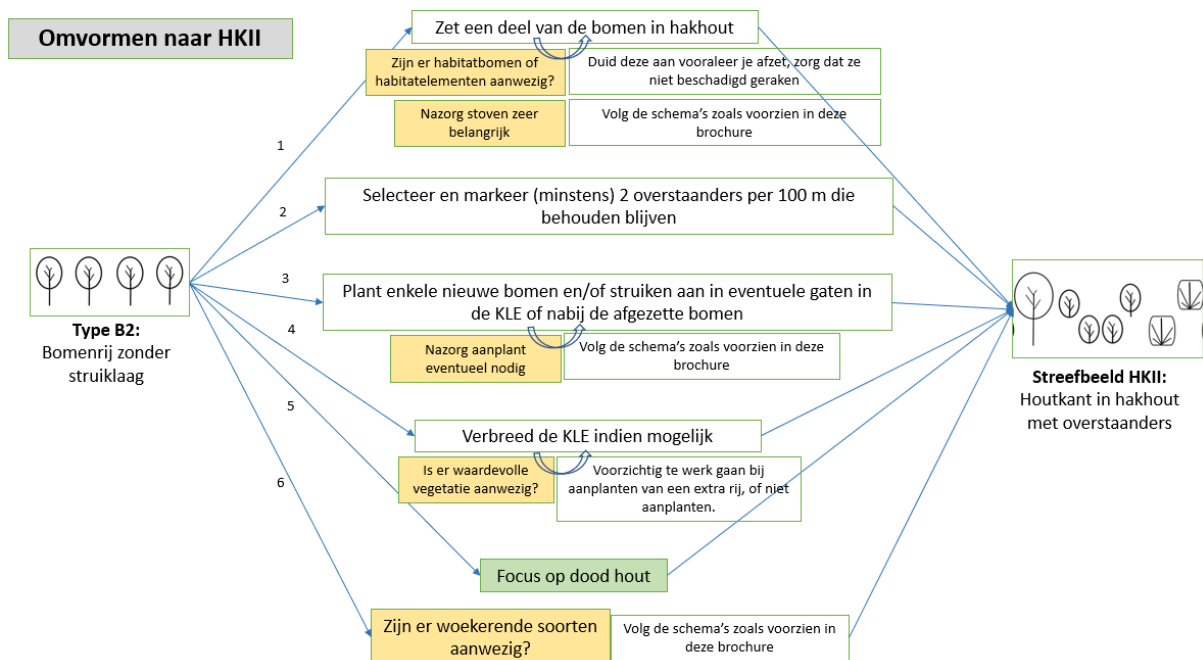 Omvormen naar HKII
Zet een deel van de bomen in hakhout
Zijn er habitatbomen of
habitatelementen aanwezig?
Duid deze aan vooraleer je afzet, zorg dat ze
niet beschadigd geraken
Nazorg stoven zeer
belangrijk
Volg de schema's zoals voorzien in deze
brochure
1
2
Selecteer en markeer (minstens) 2 overstaanders per 100 m die
behouden blijven
3
Plant enkele nieuwe bomen en/of struiken aan in eventuele gaten in
de KLE of nabij de afgezette bomen
4
Nazorg aanplant
eventueel nodig
Volg de schema's zoals voorzien in deze
brochure
Type B2:
Bomenrij zonder
struiklaag
Streefbeeld HKII:
Houtkant in hakhout
met overstaanders
5
Verbreed de KLE indien mogelijk
Is er waardevolle
vegetatie aanwezig?
Voorzichtig te werk gaan bij
aanplanten van een extra rij, of niet
aanplanten.
6
Focus op dood hout
Zijn er woekerende soorten
aanwezig?
Volg de schema's zoals voorzien in
deze brochure